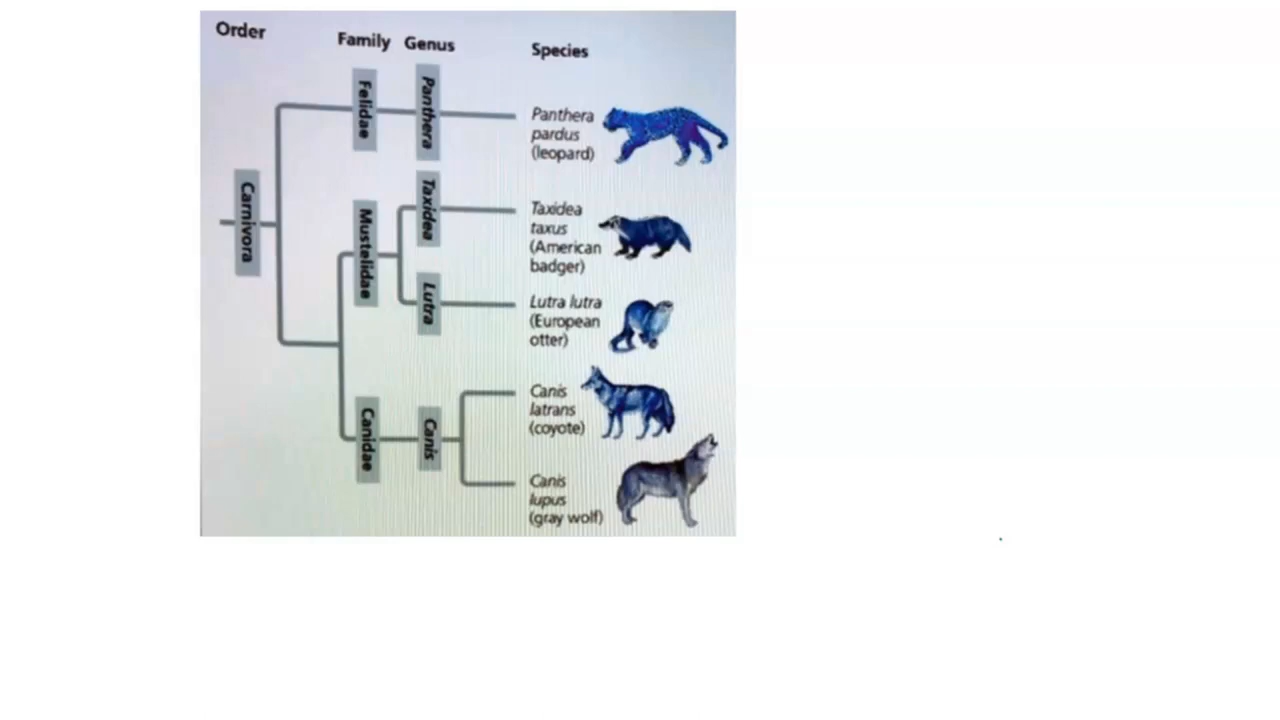 Order
Family Genus
Species
Felidae
Panthera
Panthera
pardus
(leopard)
Carnivora
Mustelidae
Taxidea
Taxidea
taxus
(American
badger)
Lutra
Lutra lutra
(European
otter)
Canidae
Canis
Canis
latrans
(coyote)
Canis
lupus
(gray wolf)